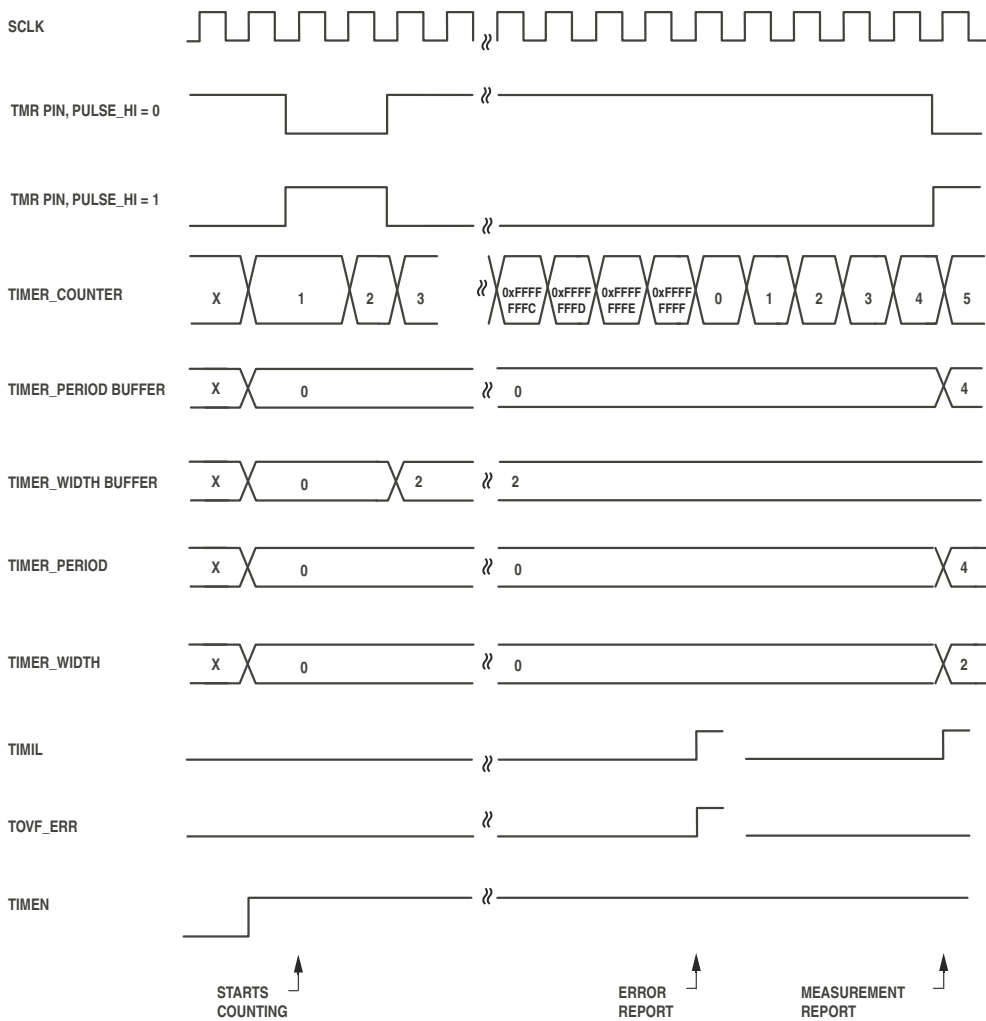 SCLK
TMR PIN, PULSE_HI = 0
TMR PIN, PULSE_HI = 1
TIMER_COUNTER
X 1 2 3 0xFFFF FFFC 0xFFFF FFFD 0xFFFF FFFE 0xFFFF FFFF 0 1 2 3 4 5
TIMER_PERIOD BUFFER
X 0 0 4
TIMER_WIDTH BUFFER
X 0 2 2
TIMER_PERIOD
X 0 0 4
TIMER_WIDTH
X 0 0 2
TIMIL
TOVF_ERR
TIMEN
STARTS
COUNTING
ERROR
REPORT
MEASUREMENT
REPORT